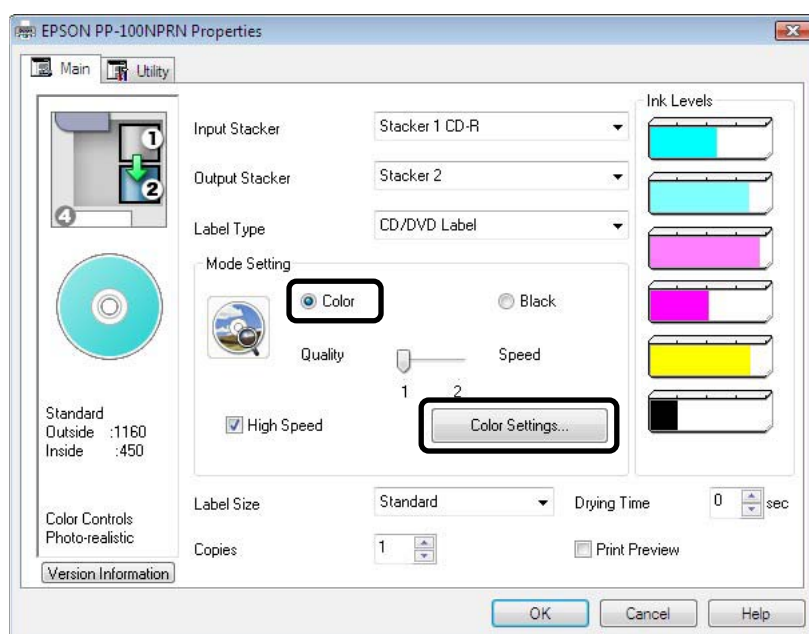 EPSON PP-100NPRN Properties
Main Utility
1
2
4
Standard
Outside :1160
Inside :450
Color Controls
Photo-realistic
Version Information
Input Stacker Stacker 1 CD-R
Output Stacker Stacker 2
Label Type CD/DVD Label
Mode Setting
Color Black
Quality Speed
1 2
High Speed Color Settings...
Label Size Standard Drying Time 0 sec
Copies 1 Print Preview
Ink Levels
OK Cancel Help